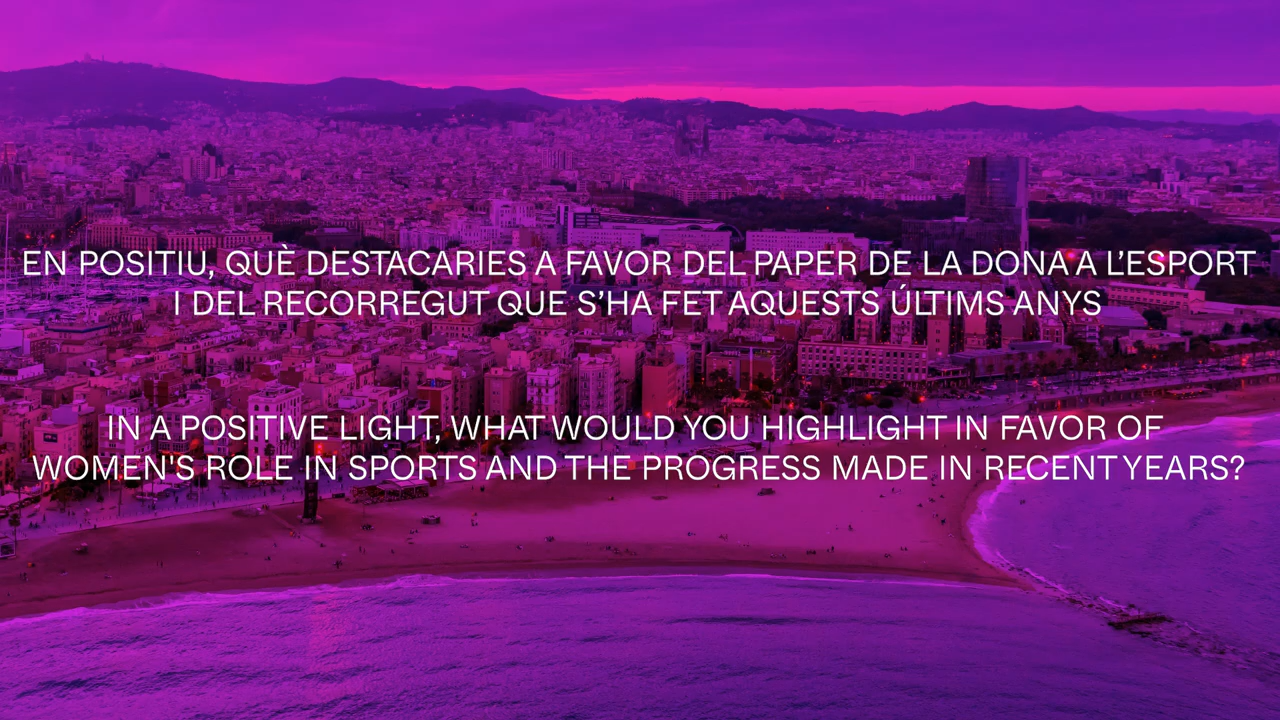 EN POSITIU, QUÈ DESTACARIES A FAVOR DEL PAPER DE LA DONA A L'ESPORT
I DEL RECORREGUT QUE S'HA FET AQUESTS ÚLTIMS ANYS
IN A POSITIVE LIGHT, WHAT WOULD YOU HIGHLIGHT IN FAVOR OF
WOMEN'S ROLE IN SPORTS AND THE PROGRESS MADE IN RECENT YEARS?